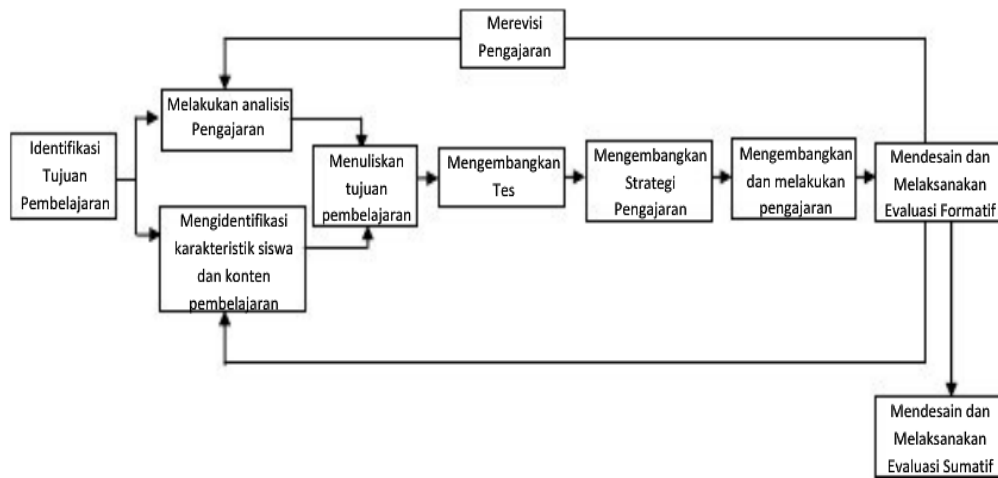 Merevisi
Pengajaran
Melakukan analisis
Pengajaran
Identifikasi
Tujuan
Pembelajaran
Mengidentifikasi
karakteristik siswa
dan konten
pembelajaran
Menuliskan
tujuan
pembelajaran
Mengembangkan
Tes
Mengembangkan
Strategi
Pengajaran
Mengembangkan
dan melakukan
pengajaran
Mendesain dan
Melaksanakan
Evaluasi Formatif
Mendesain dan
Melaksanakan
Evaluasi Sumatif